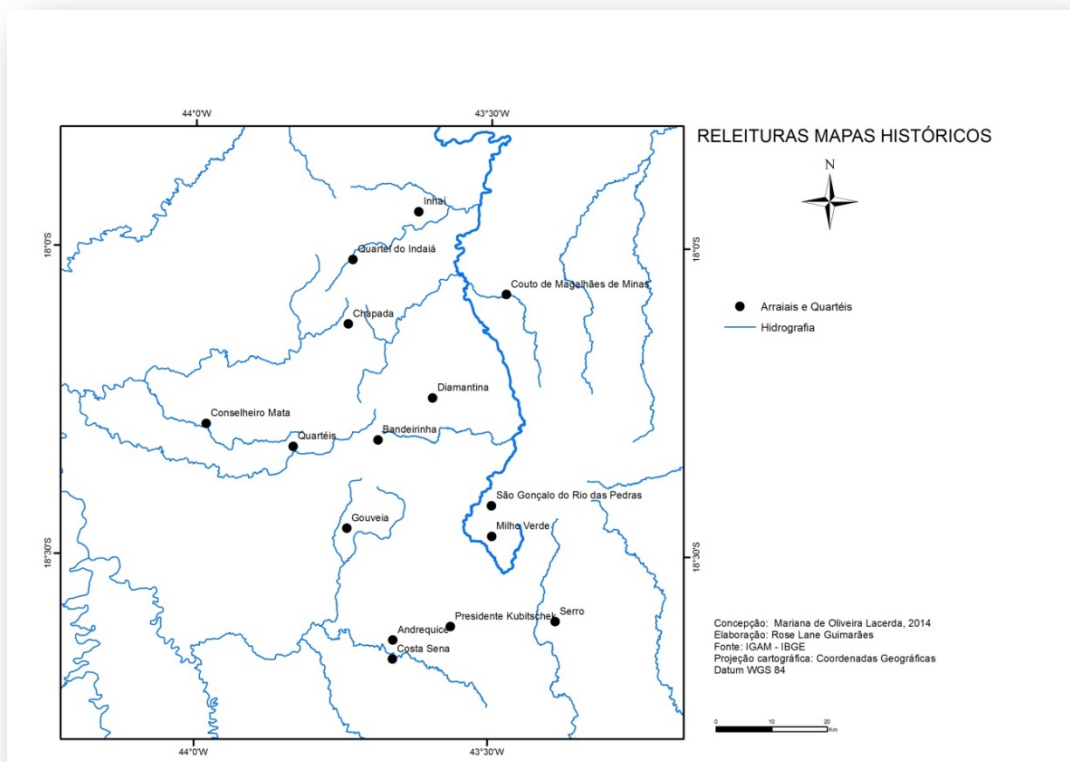 44°0'W
43°30'W
RELEITURAS MAPAS HISTÓRICOS
N
Inhaí
18°0'S
18°0'S
Quartel do Indaiá
Couto de Magalhães de Minas
Arraiais e Quartéis
Chapada
Hidrografia
Diamantina
Conselheiro Mata
Quartéis
Bandeirinha
São Gonçalo do Rio das Pedras
Gouveia
Milho Verde
18°30'S
18°30'S
Presidente Kubitschek
Serro
Andrequicé
Costa Sena
Concepção: Mariana de Oliveira Lacerda, 2014
Elaboração: Rose Lane Guimarães
Fonte: IGAM - IBGE
Projeção cartográfica: Coordenadas Geográficas
Datum WGS 84
0 10 20
Km
44°0'W
43°30'W